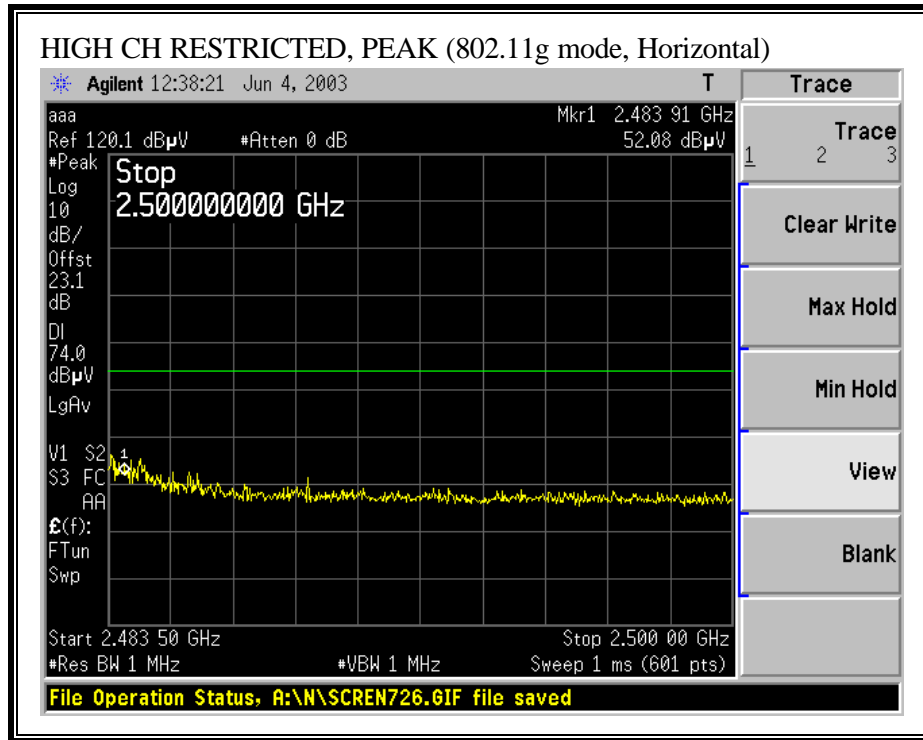 HIGH CH RESTRICTED, PEAK (802.11g mode, Horizontal)
Agilent 12:38:21 Jun 4, 2003 T
Trace
aaa
Mkr1 2.483 91 GHz
Ref 120.1 dBµV #Atten 0 dB 52.08 dBµV
#Peak
Log
10
dB/
Offst
23.1
dB
DI
74.0
dBµV
LgAv
V1 S2
S3 FC
AA
£(f):
FTun
Swp
Stop
2.500000000 GHz
1
Start 2.483 50 GHz Stop 2.500 00 GHz
#Res BW 1 MHz #VBW 1 MHz Sweep 1 ms (601 pts)
Trace
1 2 3
Clear Write
Max Hold
Min Hold
View
Blank
File Operation Status, A:\N\SCREN726.GIF file saved